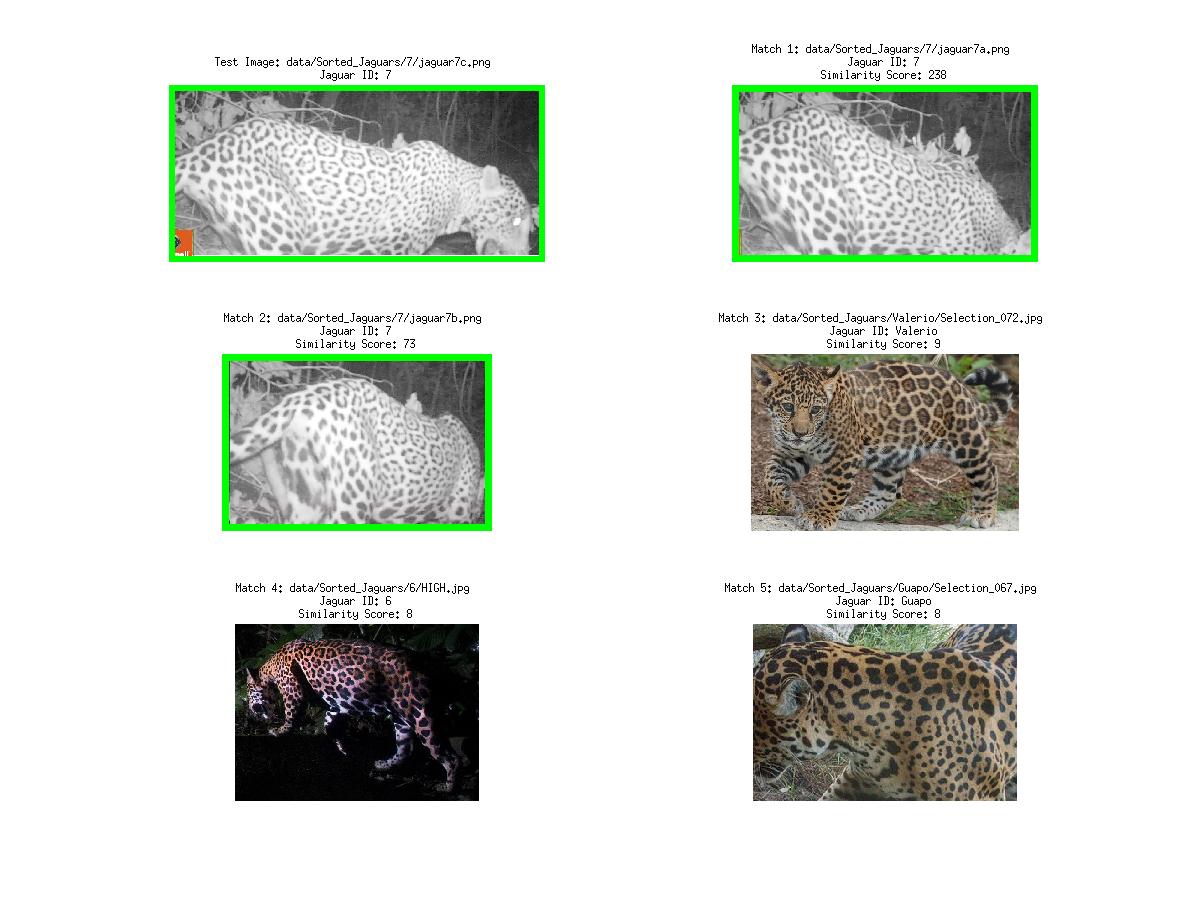 Test Image: data/Sorted_Jaguars/7/jaguar7c.png
Jaguar ID: 7
Match 1: data/Sorted_Jaguars/7/jaguar7a.png
Jaguar ID: 7
Similarity Score: 238
Match 2: data/Sorted_Jaguars/7/jaguar7b.png
Jaguar ID: 7
Similarity Score: 73
Match 3: data/Sorted_Jaguars/Valerio/Selection_072.jpg
Jaguar ID: Valerio
Similarity Score: 9
Match 4: data/Sorted_Jaguars/6/HIGH.jpg
Jaguar ID: 6
Similarity Score: 8
Match 5: data/Sorted_Jaguars/Guapo/Selection_067.jpg
Jaguar ID: Guapo
Similarity Score: 8